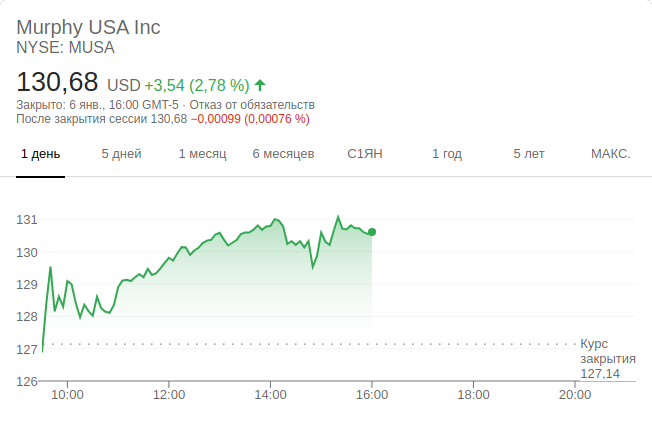 Murphy USA Inc
NYSE: MUSA
130,68 USD +3,54 (2,78 %)
Закрыто: 6 янв., 16:00 GMT-5 · Отказ от обязательств
После закрытия сессии 130,68 −0,00099 (0,00076 %)
1 день 5 дней 1 месяц 6 месяцев С1ЯН 1 год 5 лет МАКС.
131
130
129
128
127
Курс
закрытия
127,14
126
10:00 12:00 14:00 16:00 18:00 20:00